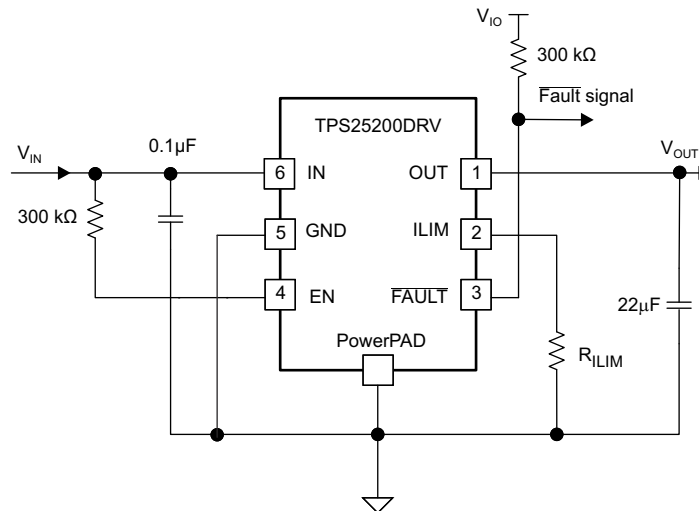 V_IO
300 kΩ
Fault signal
TPS25200DRV
0.1µF
V_IN
V_OUT
6 IN
OUT 1
300 kΩ
5 GND
ILIM 2
4 EN
FAULT 3
22µF
PowerPAD
R_ILIM